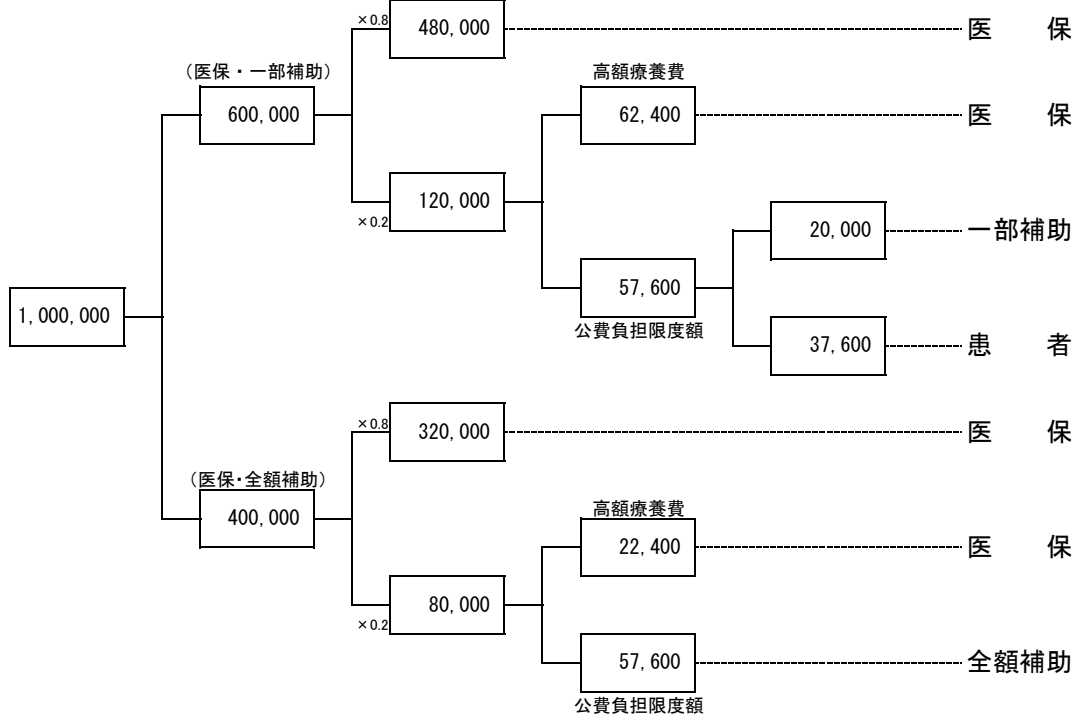 ×0.8
480,000
医 保
（医保・一部補助）
高額療養費
600,000
62,400
医 保
120,000
×0.2
20,000
一部補助
57,600
公費負担限度額
1,000,000
37,600
患 者
×0.8
320,000
医 保
（医保・全額補助）
高額療養費
400,000
22,400
医 保
80,000
×0.2
57,600
全額補助
公費負担限度額